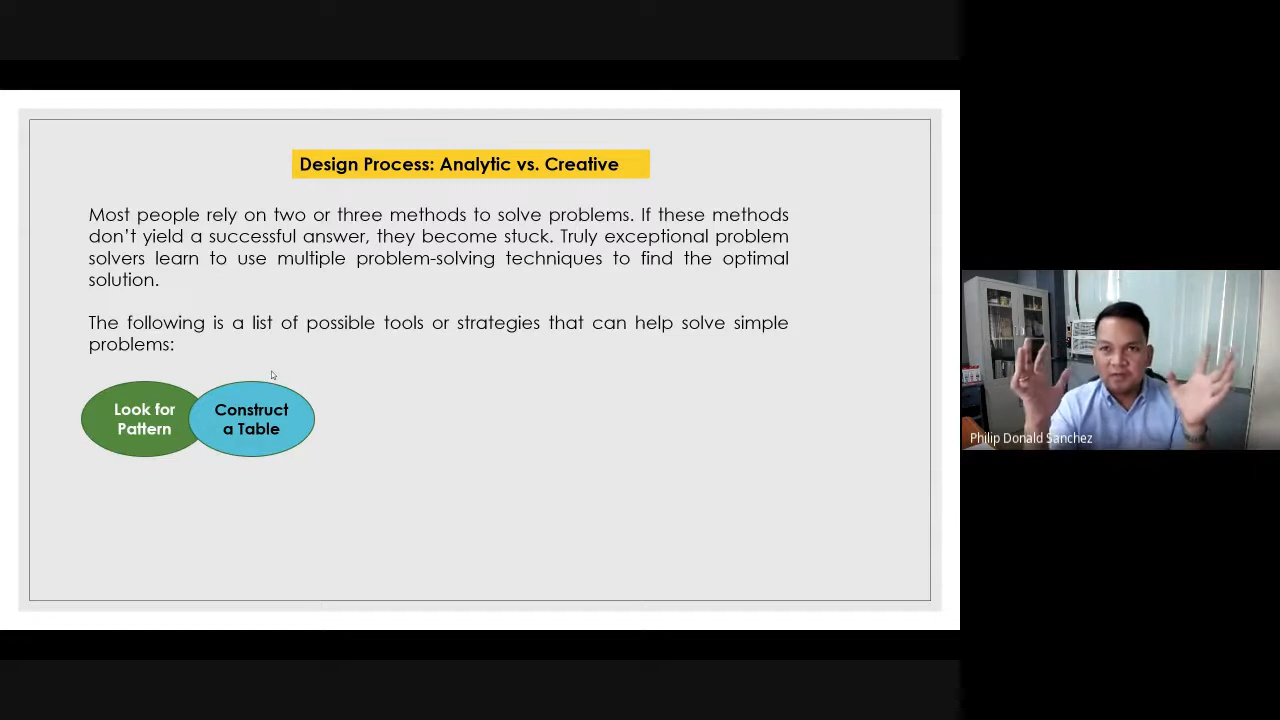 Design Process: Analytic vs. Creative
Most people rely on two or three methods to solve problems. If these methods
don’t yield a successful answer, they become stuck. Truly exceptional problem
solvers learn to use multiple problem-solving techniques to find the optimal
solution.
The following is a list of possible tools or strategies that can help solve simple
problems:
Look for
Pattern
Construct
a Table
Philip Donald Sanchez